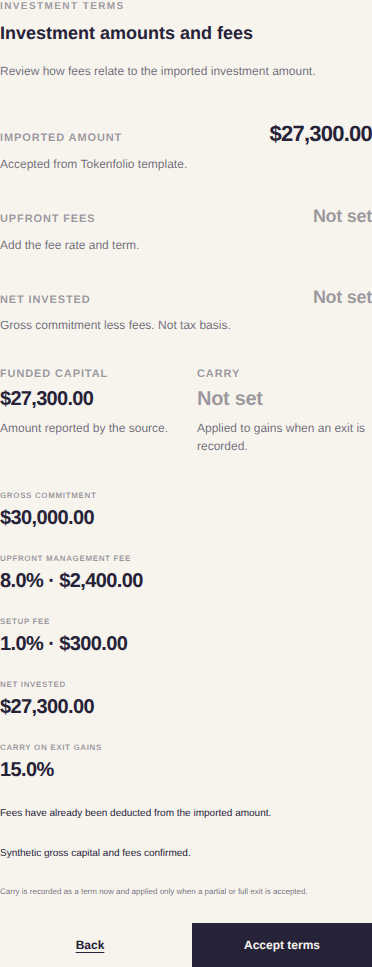 INVESTMENT TERMS
Investment amounts and fees
Review how fees relate to the imported investment amount.
IMPORTED AMOUNT
$27,300.00
Accepted from Tokenfolio template.
UPFRONT FEES
Not set
Add the fee rate and term.
NET INVESTED
Not set
Gross commitment less fees. Not tax basis.
FUNDED CAPITAL
$27,300.00
Amount reported by the source.
CARRY
Not set
Applied to gains when an exit is
recorded.
GROSS COMMITMENT
$30,000.00
UPFRONT MANAGEMENT FEE
8.0% · $2,400.00
SETUP FEE
1.0% · $300.00
NET INVESTED
$27,300.00
CARRY ON EXIT GAINS
15.0%
Fees have already been deducted from the imported amount.
Synthetic gross capital and fees confirmed.
Carry is recorded as a term now and applied only when a partial or full exit is accepted.
Back
Accept terms